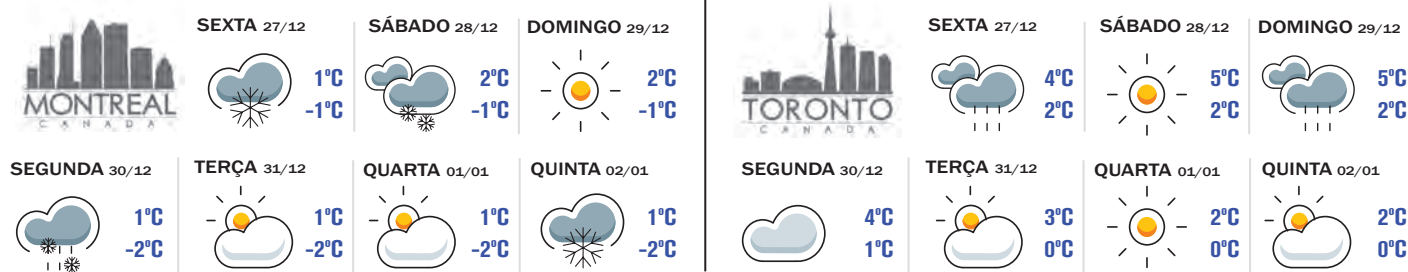 MONTREAL
CANADA
SEXTA 27/12
1ºC
-1ºC
SÁBADO 28/12
2ºC
-1ºC
DOMINGO 29/12
2ºC
-1ºC
SEGUNDA 30/12
1ºC
-2ºC
TERÇA 31/12
1ºC
-2ºC
QUARTA 01/01
1ºC
-2ºC
QUINTA 02/01
1ºC
-2ºC
TORONTO
CANADA
SEXTA 27/12
4ºC
2ºC
SÁBADO 28/12
5ºC
2ºC
DOMINGO 29/12
5ºC
2ºC
SEGUNDA 30/12
4ºC
1ºC
TERÇA 31/12
3ºC
0ºC
QUARTA 01/01
2ºC
0ºC
QUINTA 02/01
2ºC
0ºC